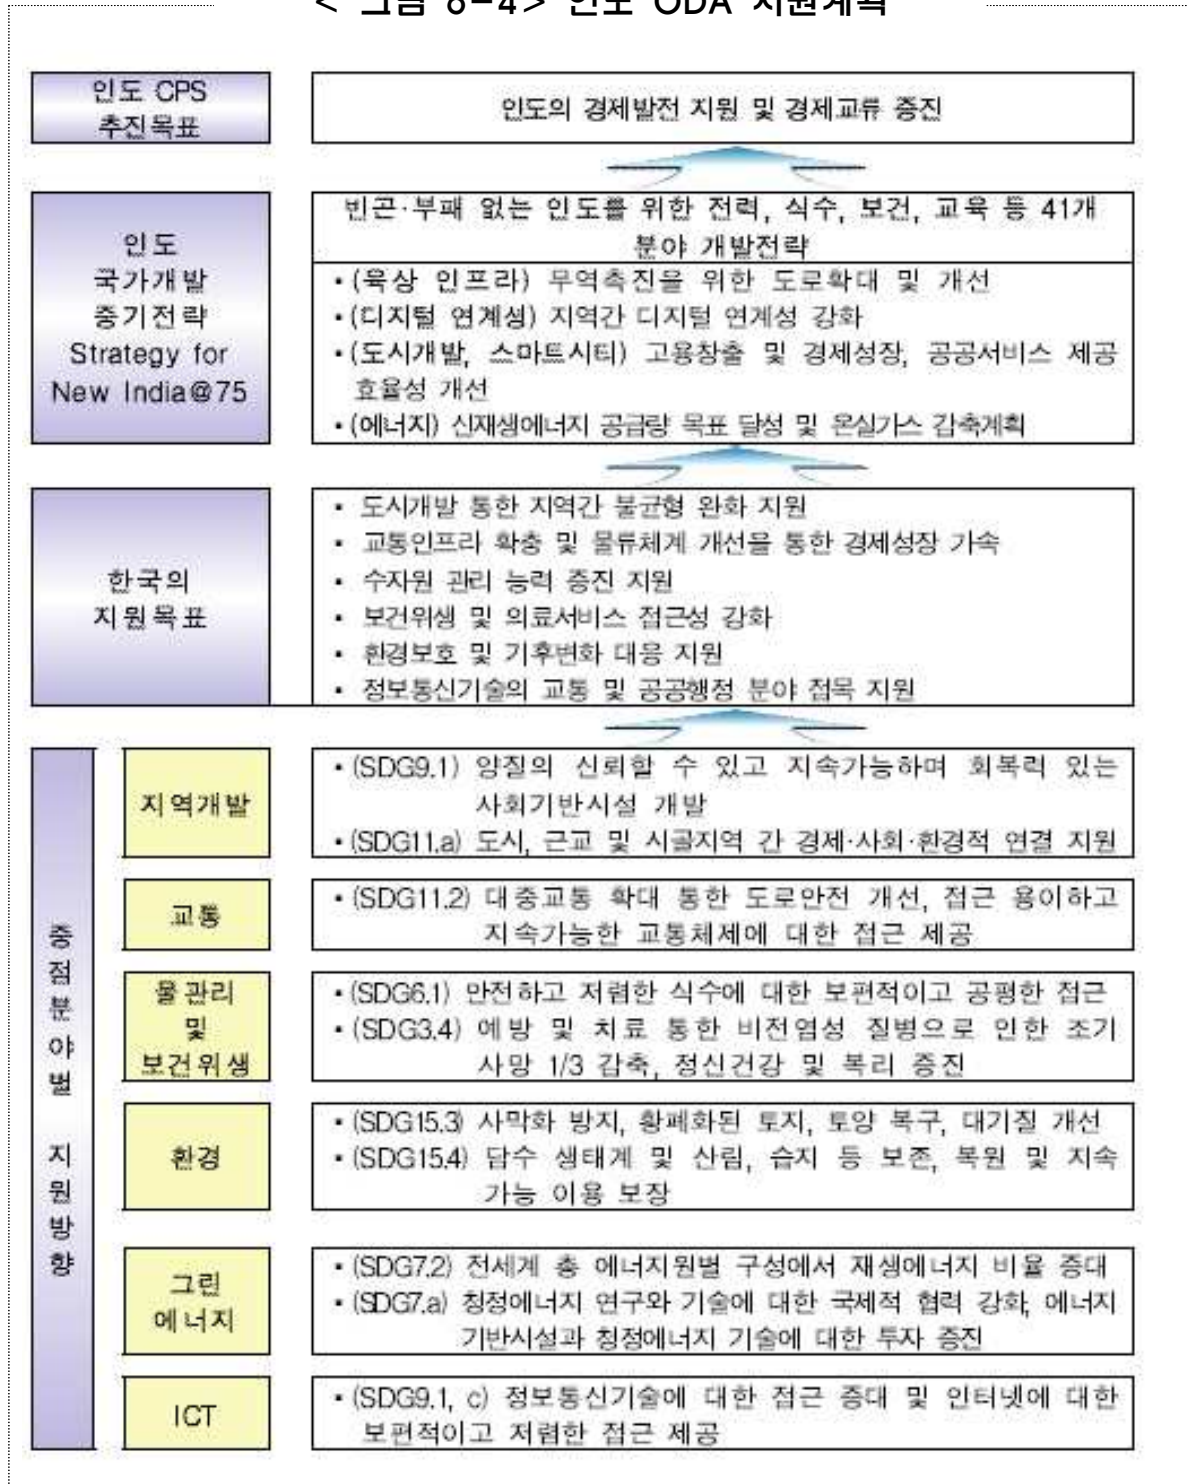 < 그림 6-4> 인도 ODA 지원계획
인도 CPS
추진목표
인도의 경제발전 지원 및 경제교류 증진
인도
국가개발
중기전략
Strategy for
New India@75
빈곤·부패 없는 인도를 위한 전력, 식수, 보건, 교육 등 41개
분야 개발전략
▪(육상 인프라) 무역촉진을 위한 도로확대 및 개선
▪(디지털 연계성) 지역간 디지털 연계성 강화
▪(도시개발, 스마트시티) 고용창출 및 경제성장, 공공서비스 제공
효율성 개선
▪(에너지) 신재생에너지 공급량 목표 달성 및 온실가스 감축계획
한국의
지원목표
▪ 도시개발 통한 지역간 불균형 완화 지원
▪ 교통인프라 확충 및 물류체계 개선을 통한 경제성장 가속
▪ 수자원 관리 능력 증진 지원
▪ 보건위생 및 의료서비스 접근성 강화
▪ 환경보호 및 기후변화 대응 지원
▪ 정보통신기술의 교통 및 공공행정 분야 접목 지원
중점분야별 지원방향
지역개발
▪(SDG9.1) 양질의 신뢰할 수 있고 지속가능하며 회복력 있는
사회기반시설 개발
▪(SDG11.a) 도시, 근교 및 시골지역 간 경제·사회·환경적 연결 지원
교통
▪(SDG11.2) 대중교통 확대 통한 도로안전 개선, 접근 용이하고
지속가능한 교통체제에 대한 접근 제공
물관리
및
보건위생
▪(SDG6.1) 안전하고 저렴한 식수에 대한 보편적이고 공평한 접근
▪(SDG3.4) 예방 및 치료 통한 비전염성 질병으로 인한 조기
사망 1/3 감축, 정신건강 및 복리 증진
환경
▪(SDG15.3) 사막화 방지, 황폐화된 토지, 토양 복구, 대기질 개선
▪(SDG15.4) 담수 생태계 및 산림, 습지 등 보존, 복원 및 지속
가능 이용 보장
그린
에너지
▪(SDG7.2) 전세계 총 에너지원별 구성에서 재생에너지 비율 증대
▪(SDG7.a) 청정에너지 연구와 기술에 대한 국제적 협력 강화, 에너지
기반시설과 청정에너지 기술에 대한 투자 증진
ICT
▪(SDG9.1, c) 정보통신기술에 대한 접근 증대 및 인터넷에 대한
보편적이고 저렴한 접근 제공